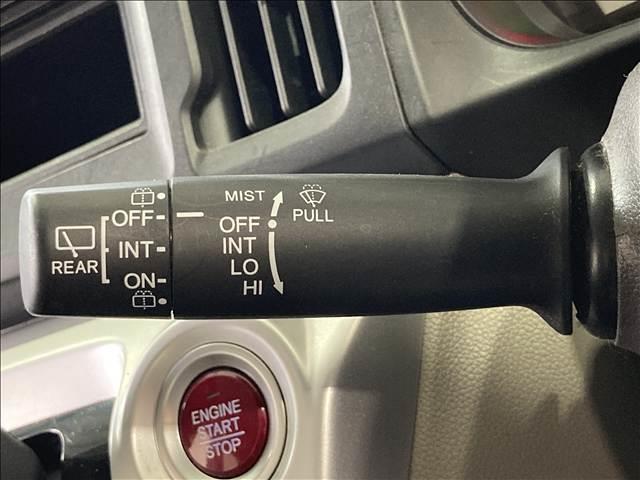 MIST
OFF
OFF
PULL
INT
INT
REAR
LO
ON
HI
ENGINE
START
STOP